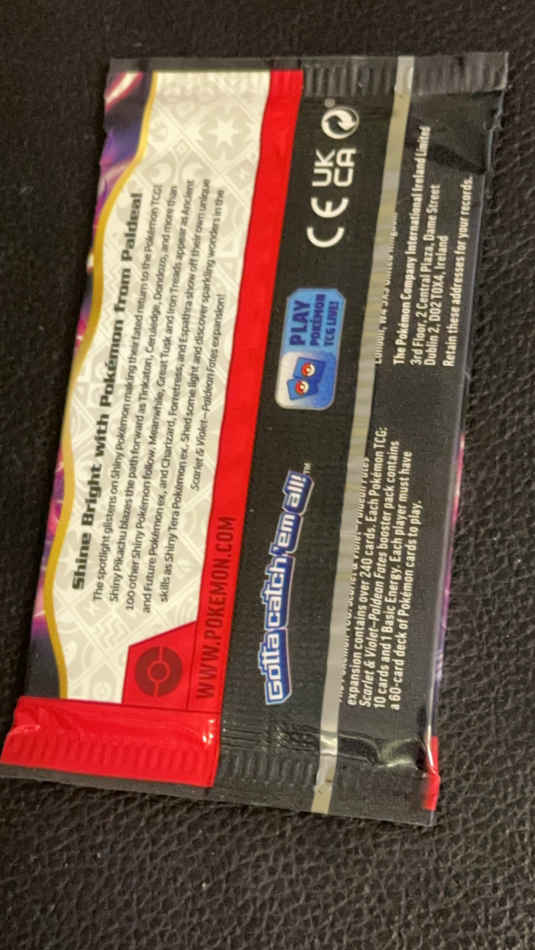 Shine Bright with Pokémon from Paldea!
The spotlight glistens on Shiny Pokémon making their fated return to the Pokémon TCG!
Shiny Pikachu blazes the path forward as Tinkaton, Ceruledge, Dondozo, and more than
100 other Shiny Pokémon follow. Meanwhile, Great Tusk and Iron Treads appear as Ancient
and Future Pokémon ex, and Charizard, Forretress, and Espathra show off their own unique
skills as Shiny Tera Pokémon ex. Shed some light and discover sparkling wonders in the
Scarlet & Violet—Paldean Fates expansion!
WWW.POKEMON.COM
Gotta catch 'em all!™
PLAY
POKÉMON
TCG LIVE!
CE UK
CA
expansion contains over 240 cards. Each Pokémon TCG:
Scarlet & Violet—Paldean Fates booster pack contains
10 cards and 1 Basic Energy. Each player must have
a 60-card deck of Pokémon cards to play.
The Pokémon Company International Ireland Limited
3rd Floor, 2 Central Plaza, Dame Street
Dublin 2, D02 T0X4, Ireland
Retain these addresses for your records.